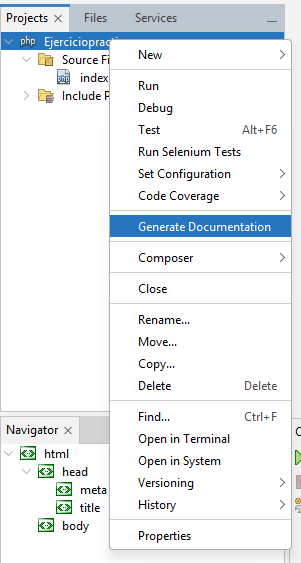 Projects × Files Services
php Ejerciciopractic
Source Fi
index
Include P
New
Run
Debug
Test Alt+F6
Run Selenium Tests
Set Configuration
Code Coverage
Generate Documentation
Composer
Close
Rename...
Move...
Copy...
Delete Delete
Find... Ctrl+F
Open in Terminal
Open in System
Versioning
History
Properties
Navigator ×
html
head
meta
title
body